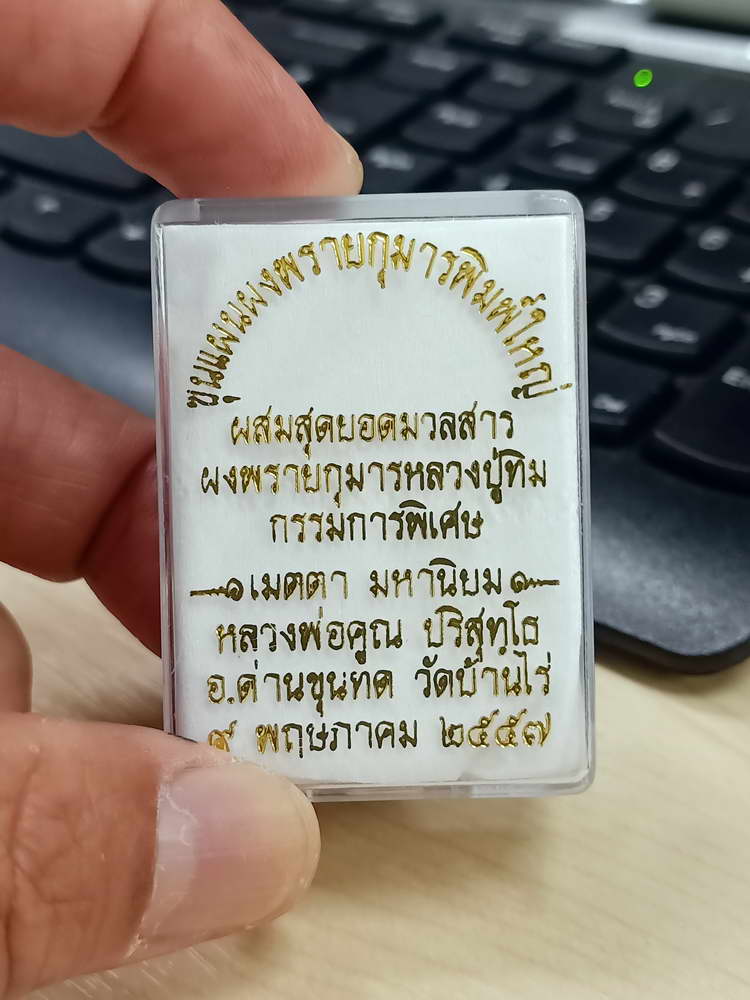 ขุนแผนผงพรายกุมารพิมพ์ใหญ่
ผสมสุดยอดมวลสาร
ผงพรายกุมารหลวงปู่ทิม
กรรมการพิเศษ
เมตตา มหานิยม
หลวงพ่อคูณ ปริสุทฺโธ
อ.ด่านขุนทด วัดบ้านไร่
๙ พฤษภาคม ๒๕๕๗